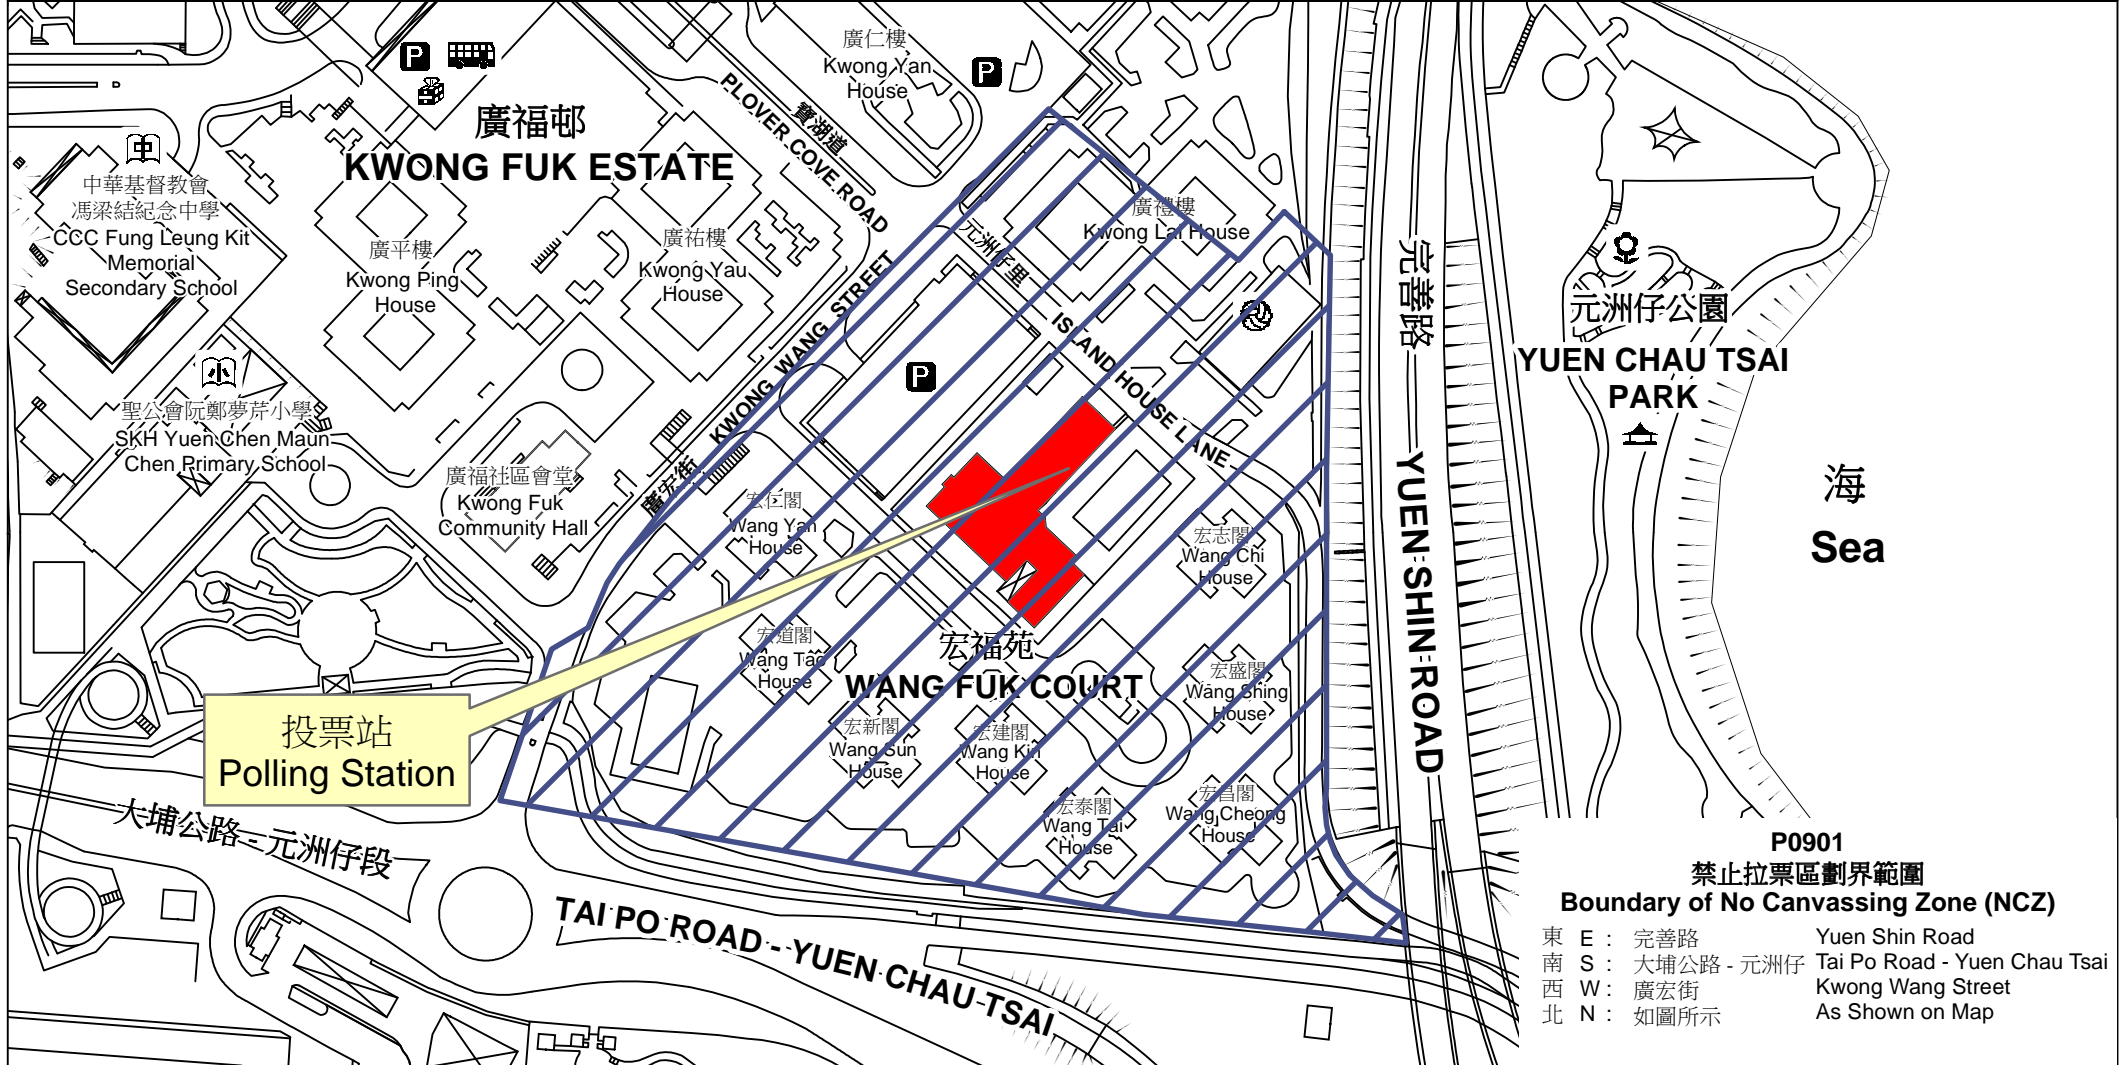 廣仁樓
Kwong Yan
House
P
P
廣福邨
KWONG FUK ESTATE
PLOVER COVE ROAD
寶湖道
中
中華基督教會
馮梁結紀念中學
CCC Fung Leung Kit
Memorial
Secondary School
廣平樓
Kwong Ping
House
廣祐樓
Kwong Yau
House
廣禮樓
Kwong Lai House
元洲仔里
ISLAND HOUSE LANE
KWONG WANG STREET
廣宏街
P
小
聖公會阮鄭夢芹小學
SKH Yuen Chen Maun
Chen Primary School
廣福社區會堂
Kwong Fuk
Community Hall
宏仁閣
Wang Yan
House
宏志閣
Wang Chi
House
宏道閣
Wang Tao
House
宏福苑
WANG FUK COURT
宏盛閣
Wang Shing
House
宏新閣
Wang Sun
House
宏建閣
Wang Kin
House
宏泰閣
Wang Tai
House
宏昌閣
Wang Cheong
House
投票站
Polling Station
完善路
YUEN SHIN ROAD
元洲仔公園
YUEN CHAU TSAI
PARK
海
Sea
大埔公路 - 元洲仔段
TAI PO ROAD - YUEN CHAU TSAI
P0901
禁止拉票區劃界範圍
Boundary of No Canvassing Zone (NCZ)
東 E : 完善路 Yuen Shin Road
南 S : 大埔公路 - 元洲仔 Tai Po Road - Yuen Chau Tsai
西 W : 廣宏街 Kwong Wang Street
北 N : 如圖所示 As Shown on Map